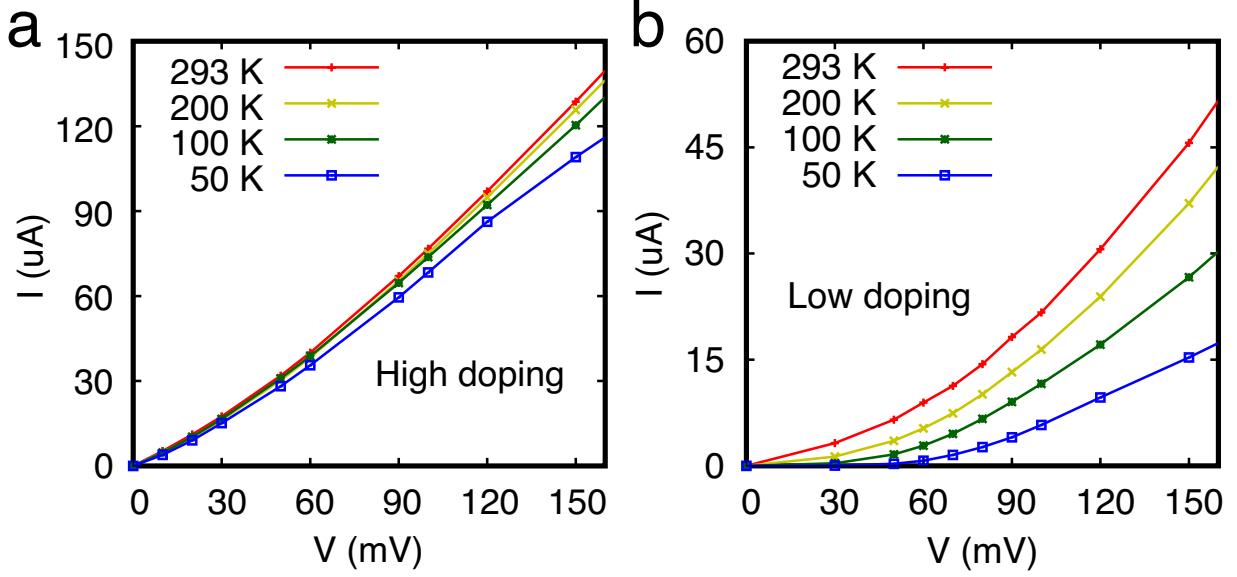 a
150
120
90
60
30
0
I (uA)
293 K
200 K
100 K
50 K
High doping
0 30 60 90 120 150
V (mV)
b
60
45
30
15
0
I (uA)
293 K
200 K
100 K
50 K
Low doping
0 30 60 90 120 150
V (mV)